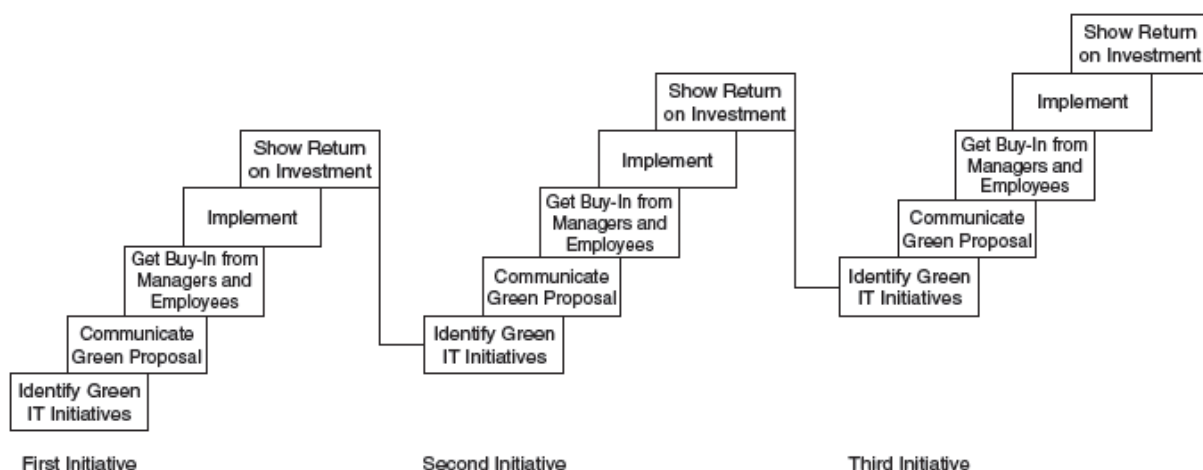 Show Return
on Investment
Implement
Get Buy-In from
Managers and
Employees
Communicate
Green Proposal
Identify Green
IT Initiatives
First Initiative
Show Return
on Investment
Implement
Get Buy-In from
Managers and
Employees
Communicate
Green Proposal
Identify Green
IT Initiatives
Second Initiative
Show Return
on Investment
Implement
Get Buy-In from
Managers and
Employees
Communicate
Green Proposal
Identify Green
IT Initiatives
Third Initiative